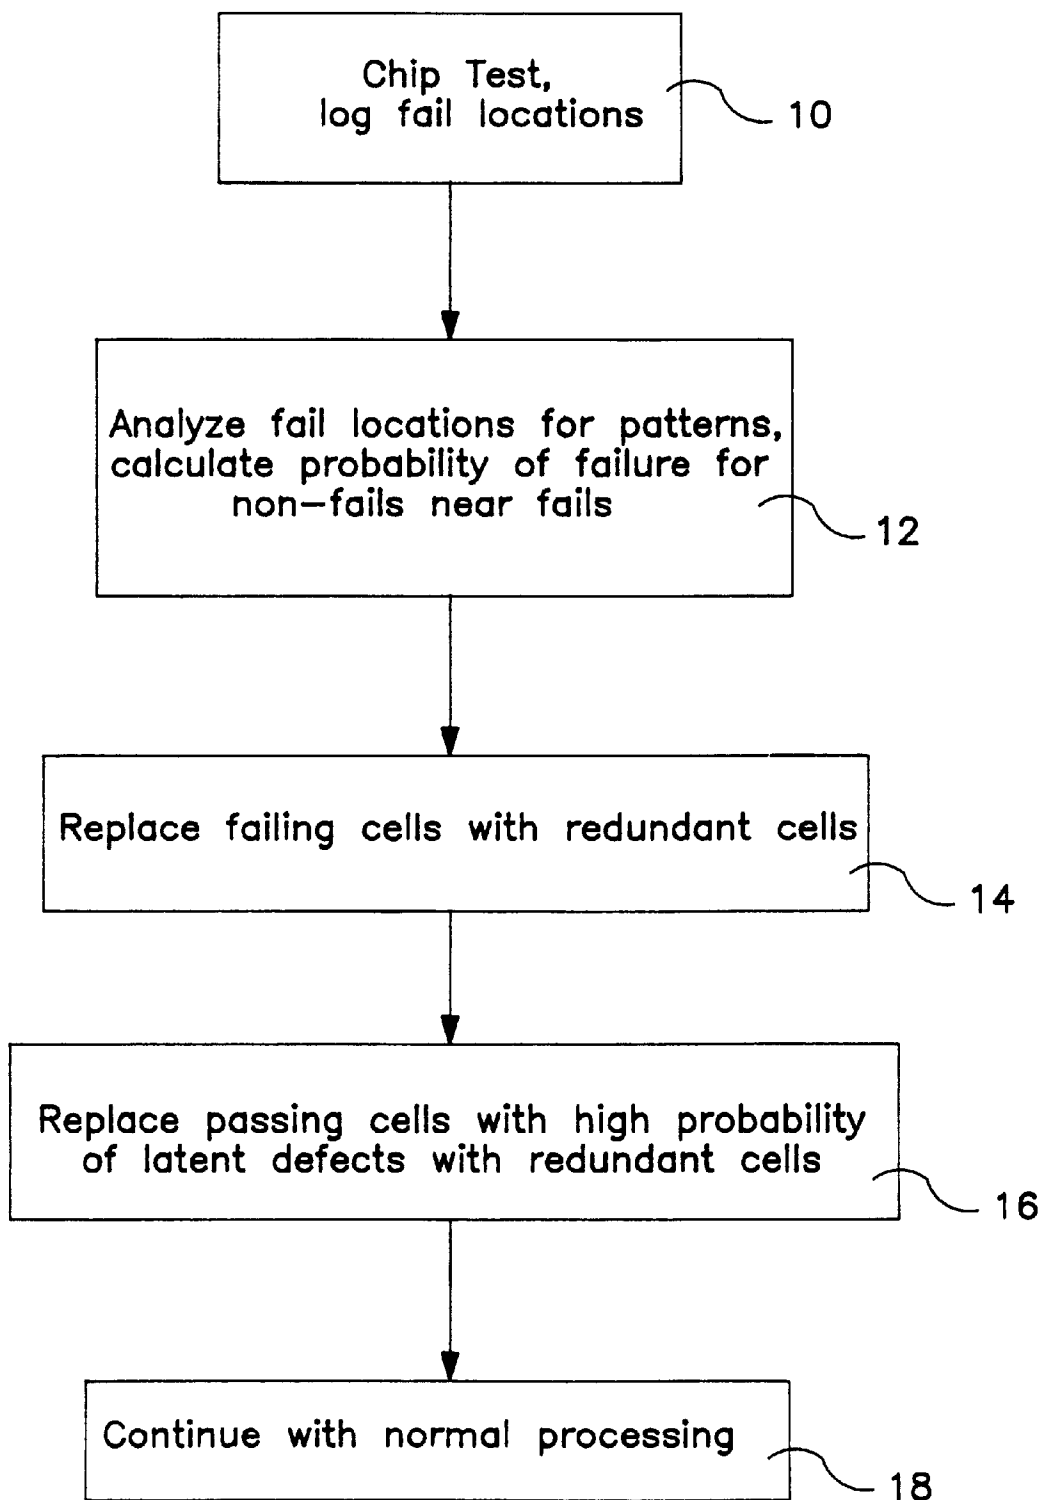 Chip Test,
log fail locations
10
Analyze fail locations for patterns,
calculate probability of failure for
non-fails near fails
12
Replace failing cells with redundant cells
14
Replace passing cells with high probability
of latent defects with redundant cells
16
Continue with normal processing
18